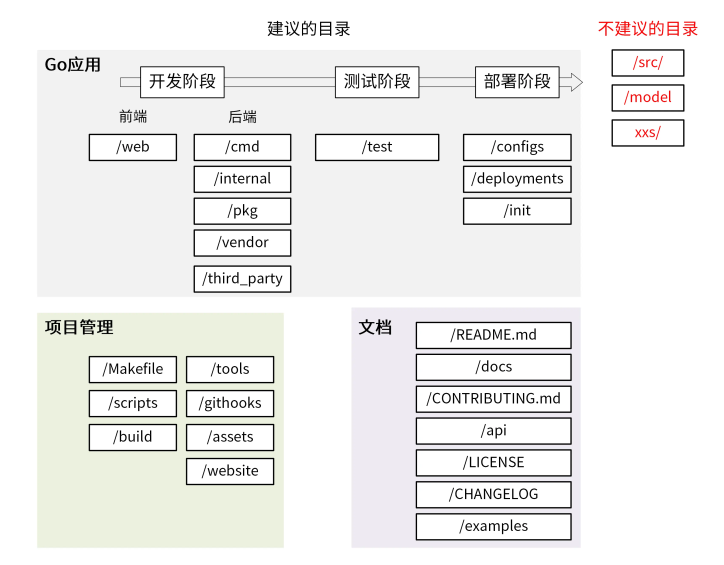 建议的目录
不建议的目录
Go应用
开发阶段
测试阶段
部署阶段
前端
后端
/web
/cmd
/internal
/pkg
/vendor
/third_party
/test
/configs
/deployments
/init
/src/
/model
xxs/
项目管理
/Makefile
/scripts
/build
/tools
/githooks
/assets
/website
文档
/README.md
/docs
/CONTRIBUTING.md
/api
/LICENSE
/CHANGELOG
/examples